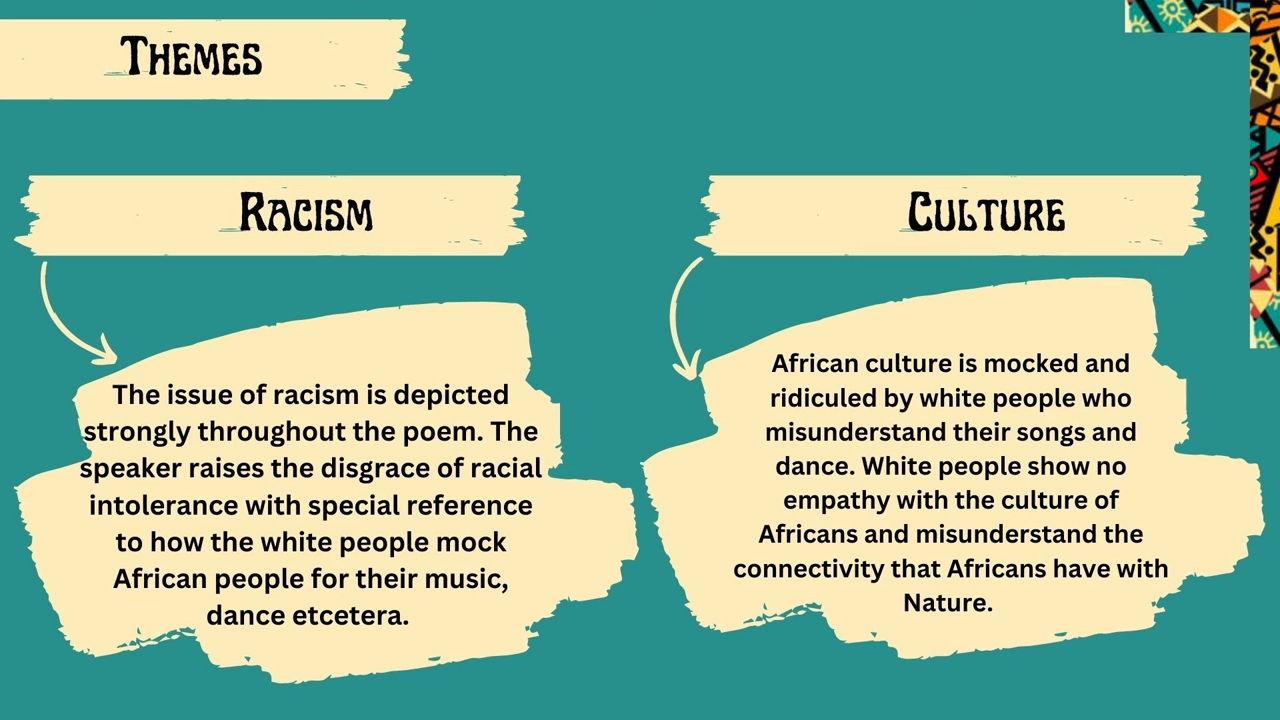 Themes
Racism
The issue of racism is depicted
strongly throughout the poem. The
speaker raises the disgrace of racial
intolerance with special reference
to how the white people mock
African people for their music,
dance etcetera.
Culture
African culture is mocked and
ridiculed by white people who
misunderstand their songs and
dance. White people show no
empathy with the culture of
Africans and misunderstand the
connectivity that Africans have with
Nature.